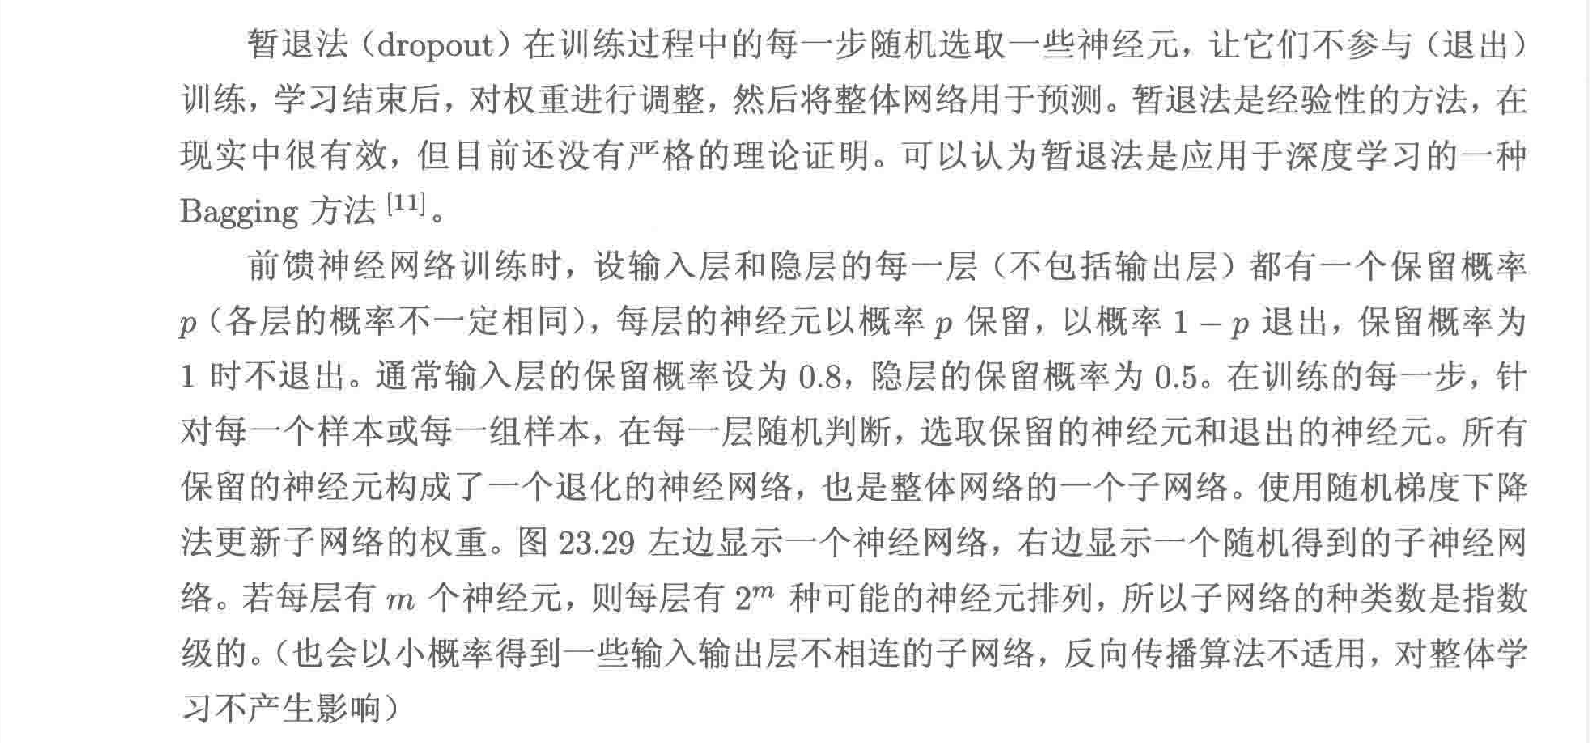 暂退法（dropout）在训练过程中的每一步随机选取一些神经元，让它们不参与（退出）
训练，学习结束后，对权重进行调整，然后将整体网络用于预测。暂退法是经验性的方法，在
现实中很有效，但目前还没有严格的理论证明。可以认为暂退法是应用于深度学习的一种
Bagging 方法 [11]。
前馈神经网络训练时，设输入层和隐层的每一层（不包括输出层）都有一个保留概率
p（各层的概率不一定相同），每层的神经元以概率 p 保留，以概率 1 − p 退出，保留概率为
1 时不退出。通常输入层的保留概率设为 0.8，隐层的保留概率为 0.5。在训练的每一步，针
对每一个样本或每一组样本，在每一层随机判断，选取保留的神经元和退出的神经元。所有
保留的神经元构成了一个退化的神经网络，也是整体网络的一个子网络。使用随机梯度下降
法更新子网络的权重。图 23.29 左边显示一个神经网络，右边显示一个随机得到的子神经网
络。若每层有 m 个神经元，则每层有 2^m 种可能的神经元排列，所以子网络的种类数是指数
级的。（也会以小概率得到一些输入输出层不相连的子网络，反向传播算法不适用，对整体学
习不产生影响）